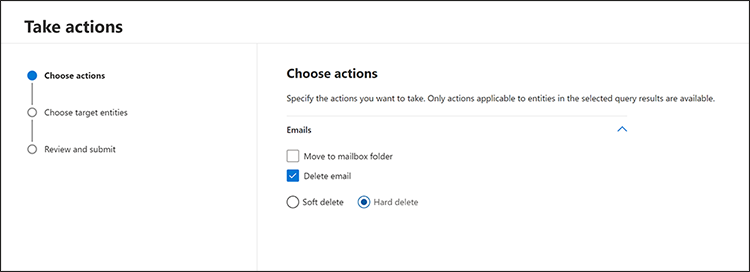 Take actions
Choose actions
Choose target entities
Review and submit
Choose actions
Specify the actions you want to take. Only actions applicable to entities in the selected query results are available.
Emails
Move to mailbox folder
Delete email
Soft delete
Hard delete